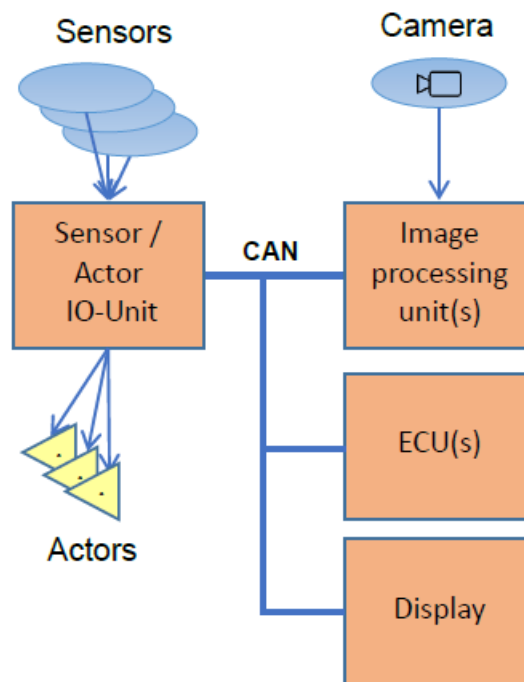 Sensors
Camera
Sensor /
Actor
IO-Unit
CAN
Image
processing
unit(s)
ECU(s)
Actors
Display